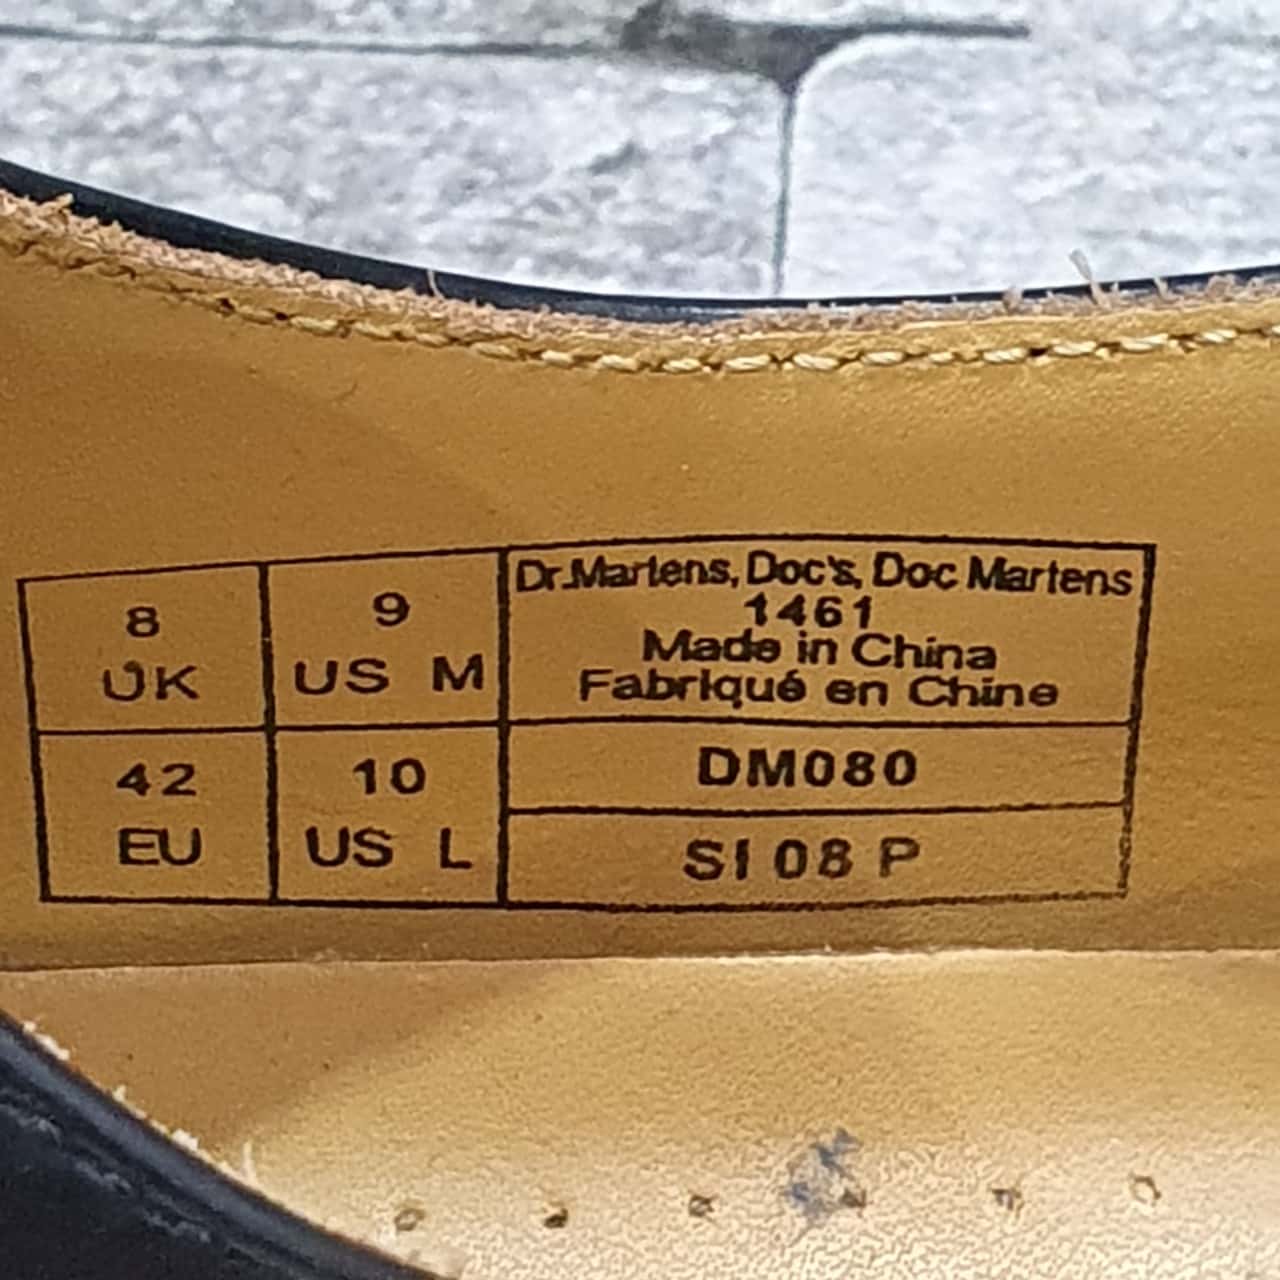 8
UK
9
US M
42
EU
10
US L
Dr.Martens, Doc's, Doc Martens
1461
Made in China
Fabriqué en Chine
DM080
SI 08 P